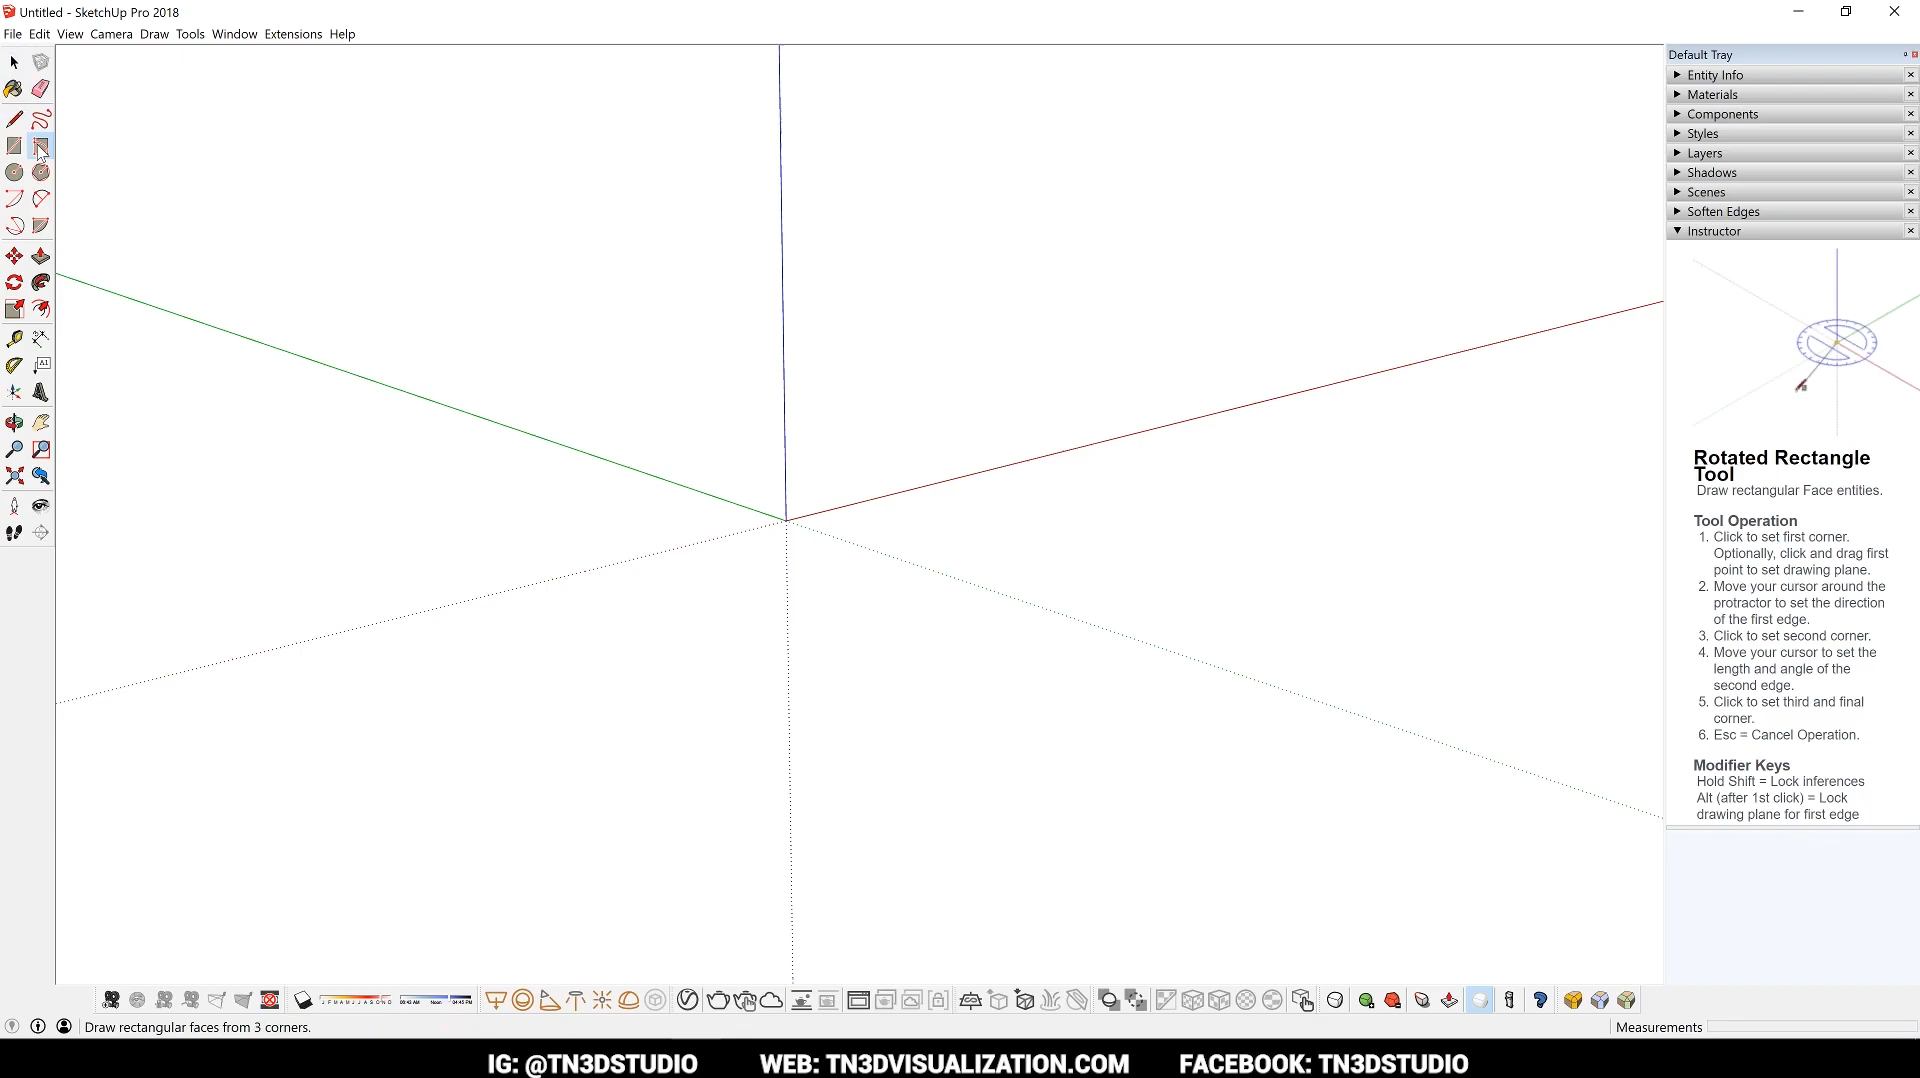 Untitled - SketchUp Pro 2018
File Edit View Camera Draw Tools Window Extensions Help
Default Tray
Entity Info
Materials
Components
Styles
Layers
Shadows
Scenes
Soften Edges
Instructor
A1
Rotated Rectangle
Tool
Draw rectangular Face entities.
Tool Operation
1. Click to set first corner.
Optionally, click and drag first
point to set drawing plane.
2. Move your cursor around the
protractor to set the direction
of the first edge.
3. Click to set second corner.
4. Move your cursor to set the
length and angle of the
second edge.
5. Click to set third and final
corner.
6. Esc = Cancel Operation.
Modifier Keys
Hold Shift = Lock inferences
Alt (after 1st click) = Lock
drawing plane for first edge
J F M A M J J A S O N D
Noon 04:45 PM
Draw rectangular faces from 3 corners.
Measurements
IG: @TN3DSTUDIO WEB: TN3DVISUALIZATION.COM FACEBOOK: TN3DSTUDIO